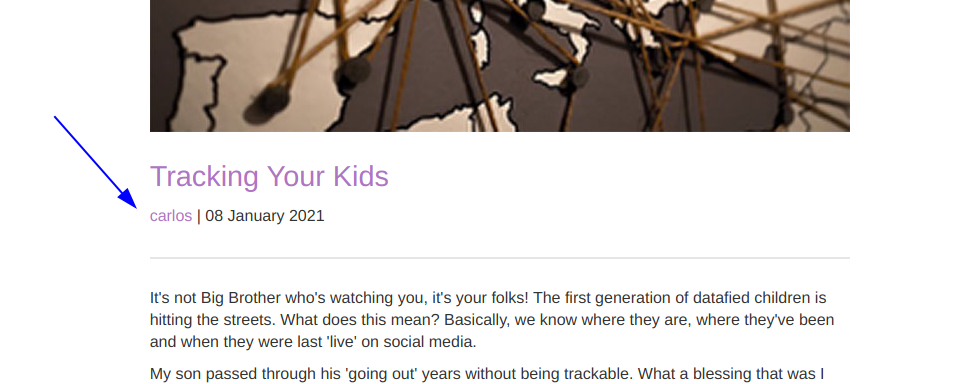 Tracking Your Kids
carlos | 08 January 2021
It's not Big Brother who's watching you, it's your folks! The first generation of datafied children is
hitting the streets. What does this mean? Basically, we know where they are, where they've been
and when they were last 'live' on social media.
My son passed through his 'going out' years without being trackable. What a blessing that was I